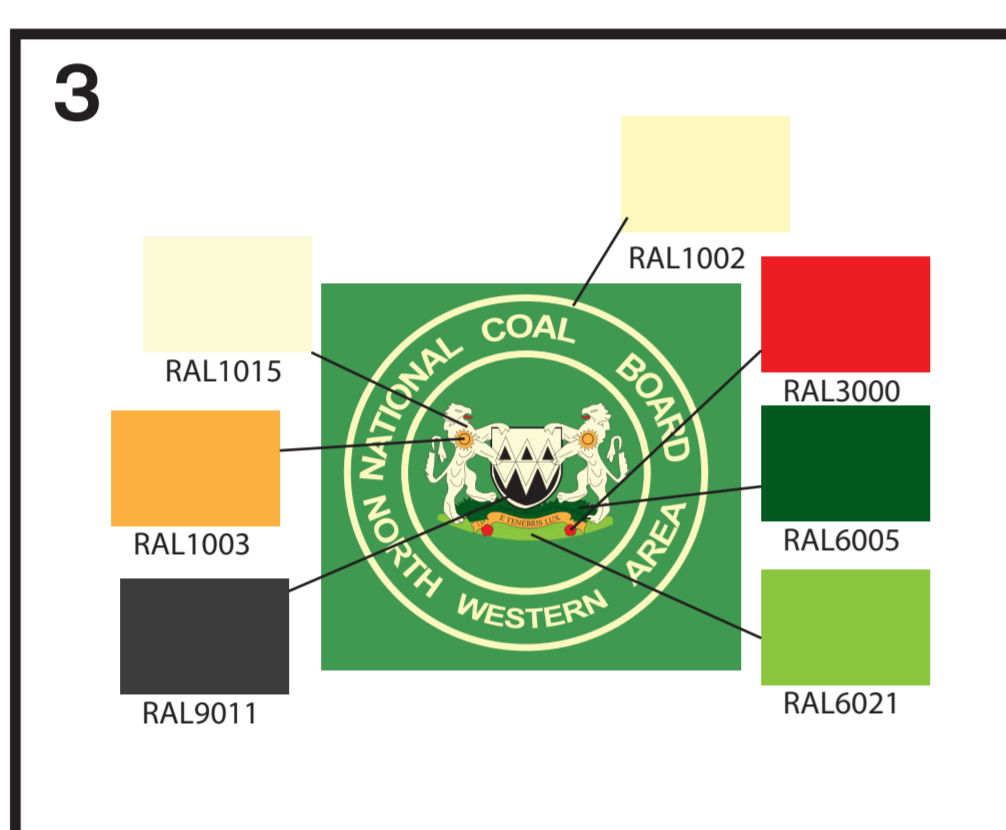 3
RAL1002
RAL1015
RAL3000
RAL1003
RAL6005
RAL9011
RAL6021
NATIONAL COAL BOARD
NORTH WESTERN AREA
E TENEBRIS LUX